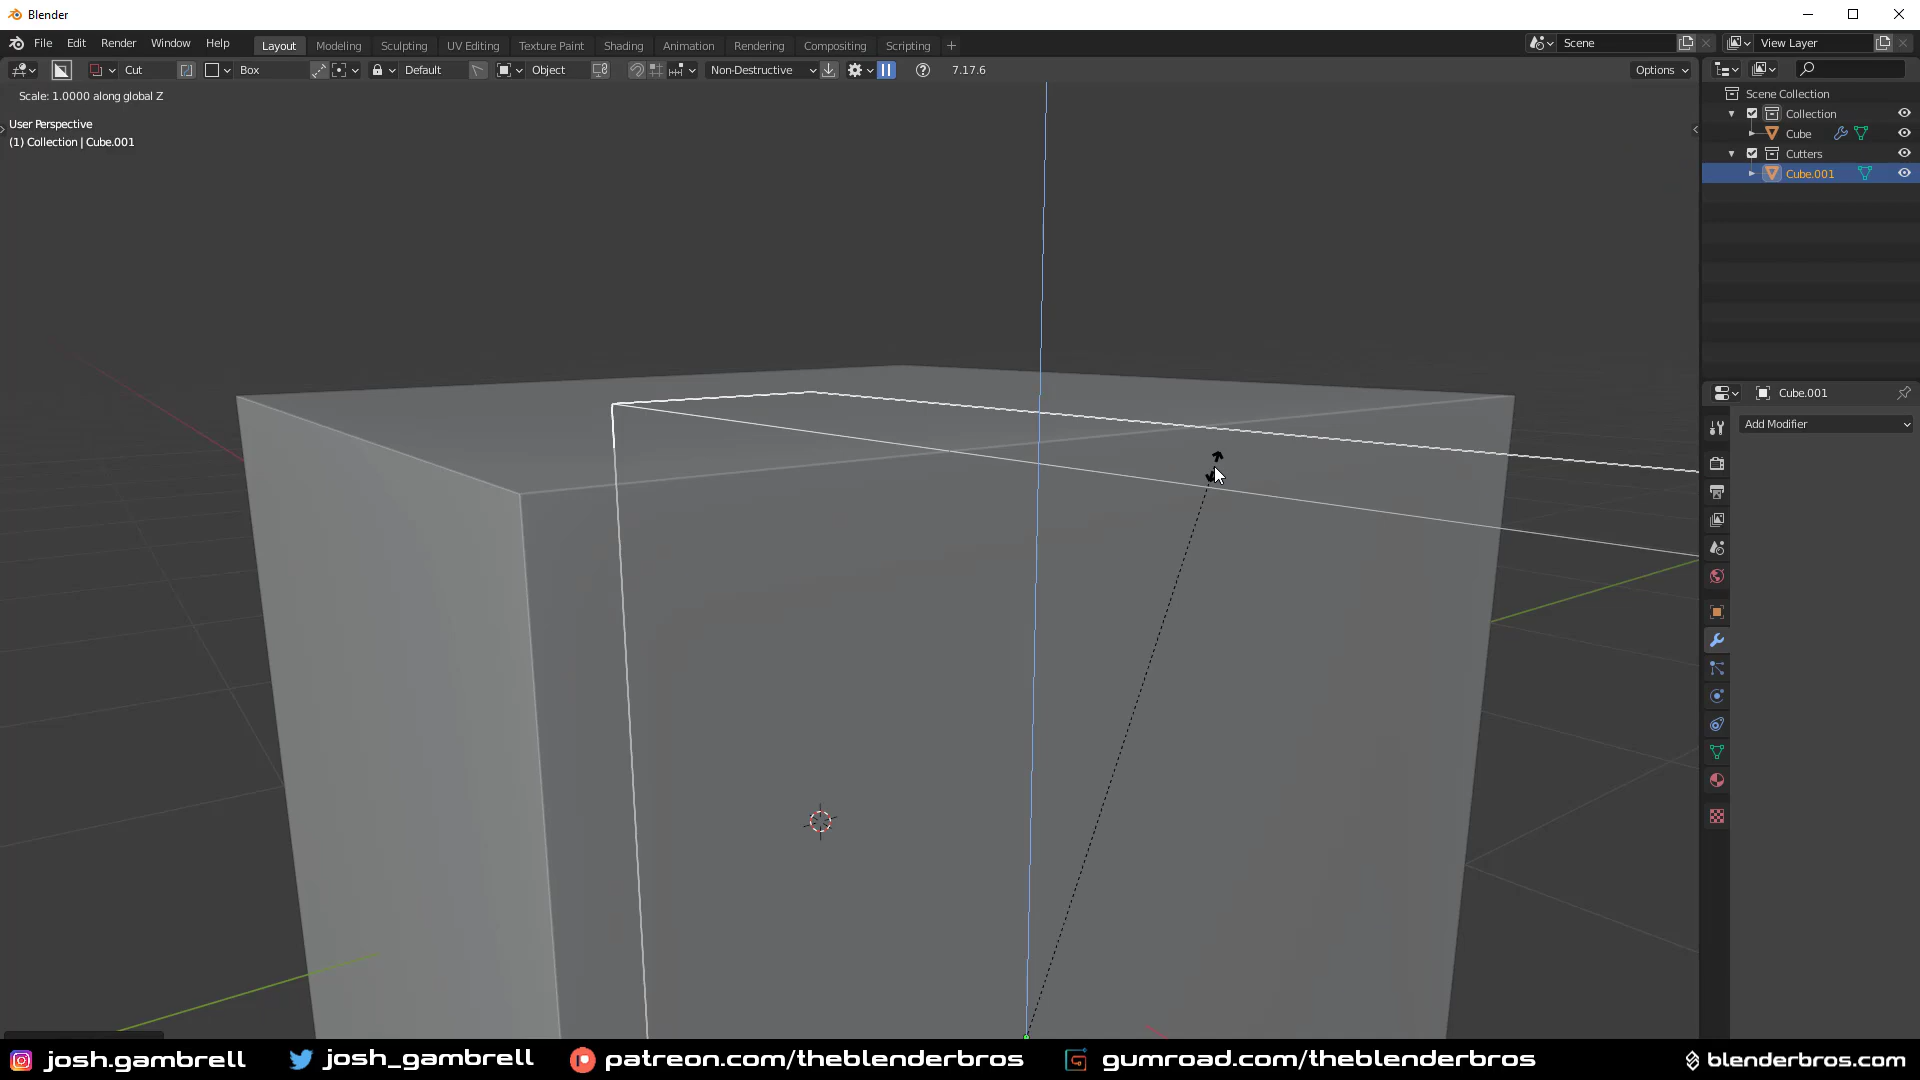 Blender
File Edit Render Window Help
Layout Modeling Sculpting UV Editing Texture Paint Shading Animation Rendering Compositing Scripting +
Scene
View Layer
Cut Box Default Object Non-Destructive 7.17.6 Options
Scale: 1.0000 along global Z
User Perspective
(1) Collection | Cube.001
Scene Collection
Collection
Cube
Cutters
Cube.001
Cube.001
Add Modifier
josh.gambrell josh_gambrell patreon.com/theblenderbros gumroad.com/theblenderbros blenderbros.com